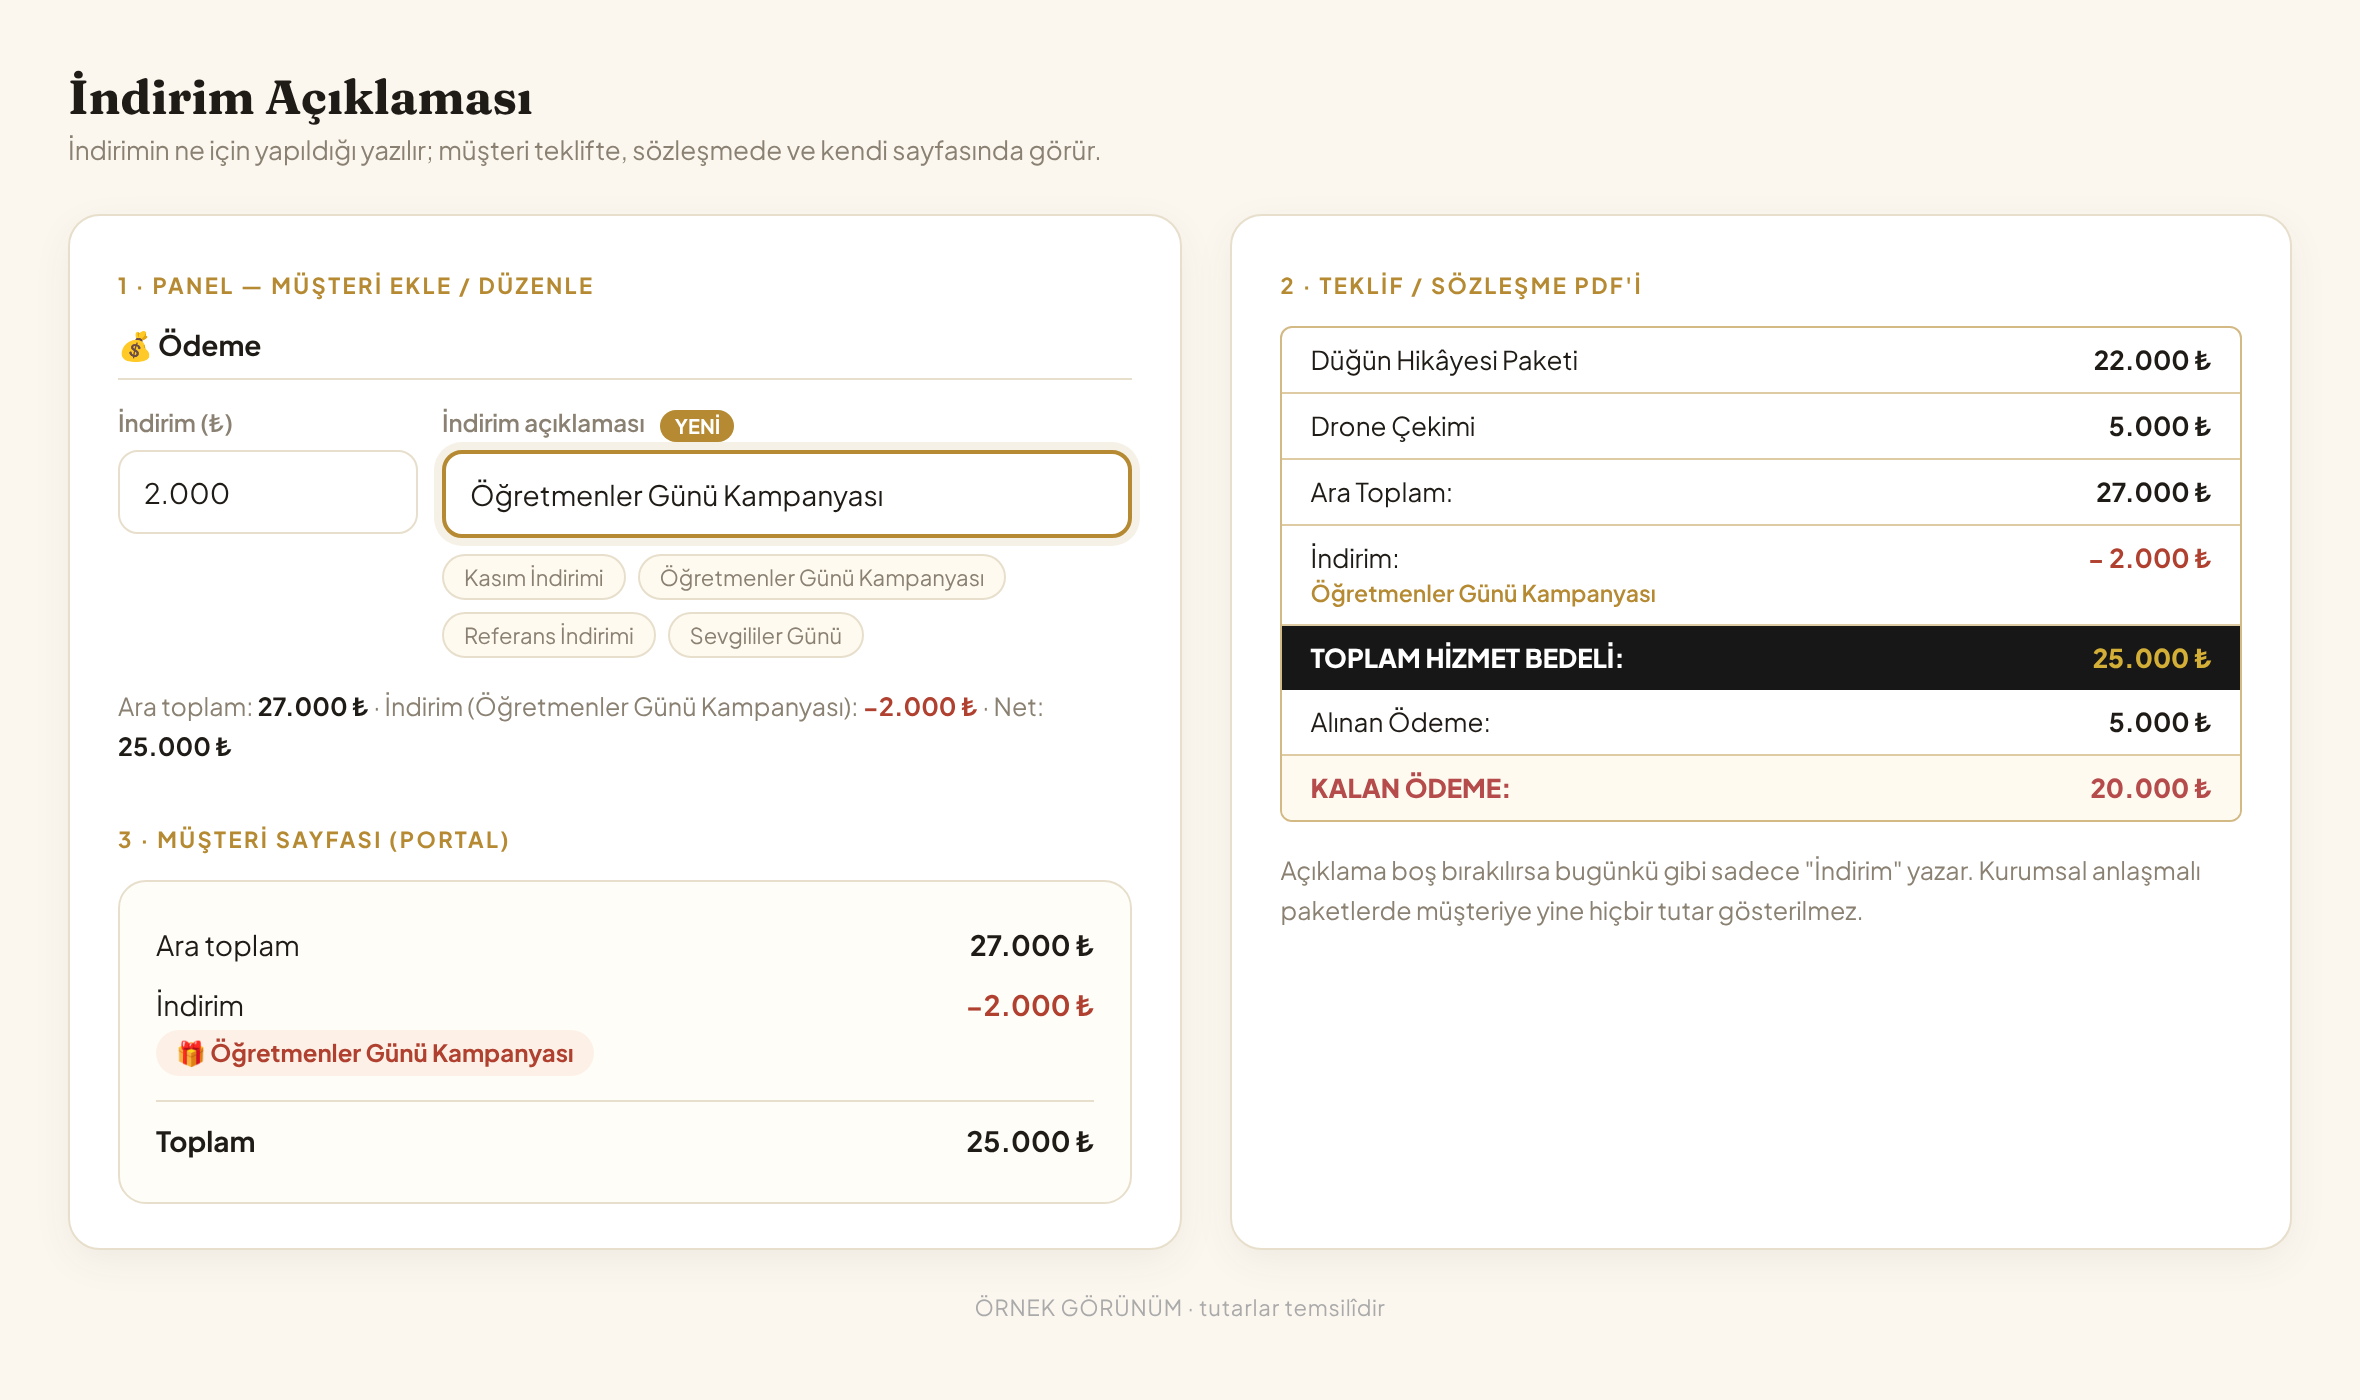 İndirim Açıklaması
İndirimin ne için yapıldığı yazılır; müşteri teklifte, sözleşmede ve kendi sayfasında görür.
1 · PANEL — MÜŞTERİ EKLE / DÜZENLE
💰 Ödeme
İndirim (₺)
İndirim açıklaması YENİ
2.000
Öğretmenler Günü Kampanyası
Kasım İndirimi
Öğretmenler Günü Kampanyası
Referans İndirimi
Sevgililer Günü
Ara toplam: 27.000 ₺ · İndirim (Öğretmenler Günü Kampanyası): −2.000 ₺ · Net:
25.000 ₺
3 · MÜŞTERİ SAYFASI (PORTAL)
Ara toplam 27.000 ₺
İndirim −2.000 ₺
🎁 Öğretmenler Günü Kampanyası
Toplam 25.000 ₺
2 · TEKLİF / SÖZLEŞME PDF'İ
Düğün Hikâyesi Paketi 22.000 ₺
Drone Çekimi 5.000 ₺
Ara Toplam: 27.000 ₺
İndirim: − 2.000 ₺
Öğretmenler Günü Kampanyası
TOPLAM HİZMET BEDELİ: 25.000 ₺
Alınan Ödeme: 5.000 ₺
KALAN ÖDEME: 20.000 ₺
Açıklama boş bırakılırsa bugünkü gibi sadece "İndirim" yazar. Kurumsal anlaşmalı
paketlerde müşteriye yine hiçbir tutar gösterilmez.
ÖRNEK GÖRÜNÜM · tutarlar temsilîdir